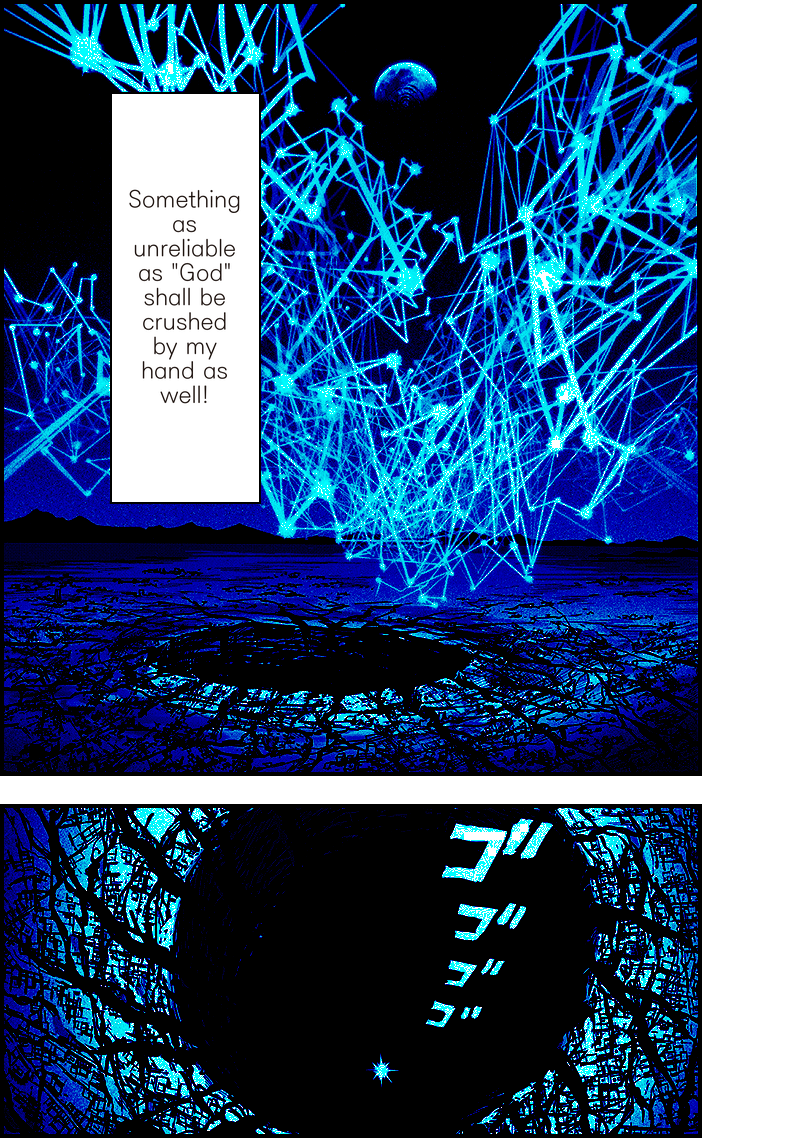 Something
as
unreliable
as "God"
shall be
crushed
by my
hand as
well!
ゴ
ゴ
ゴ
ゴ